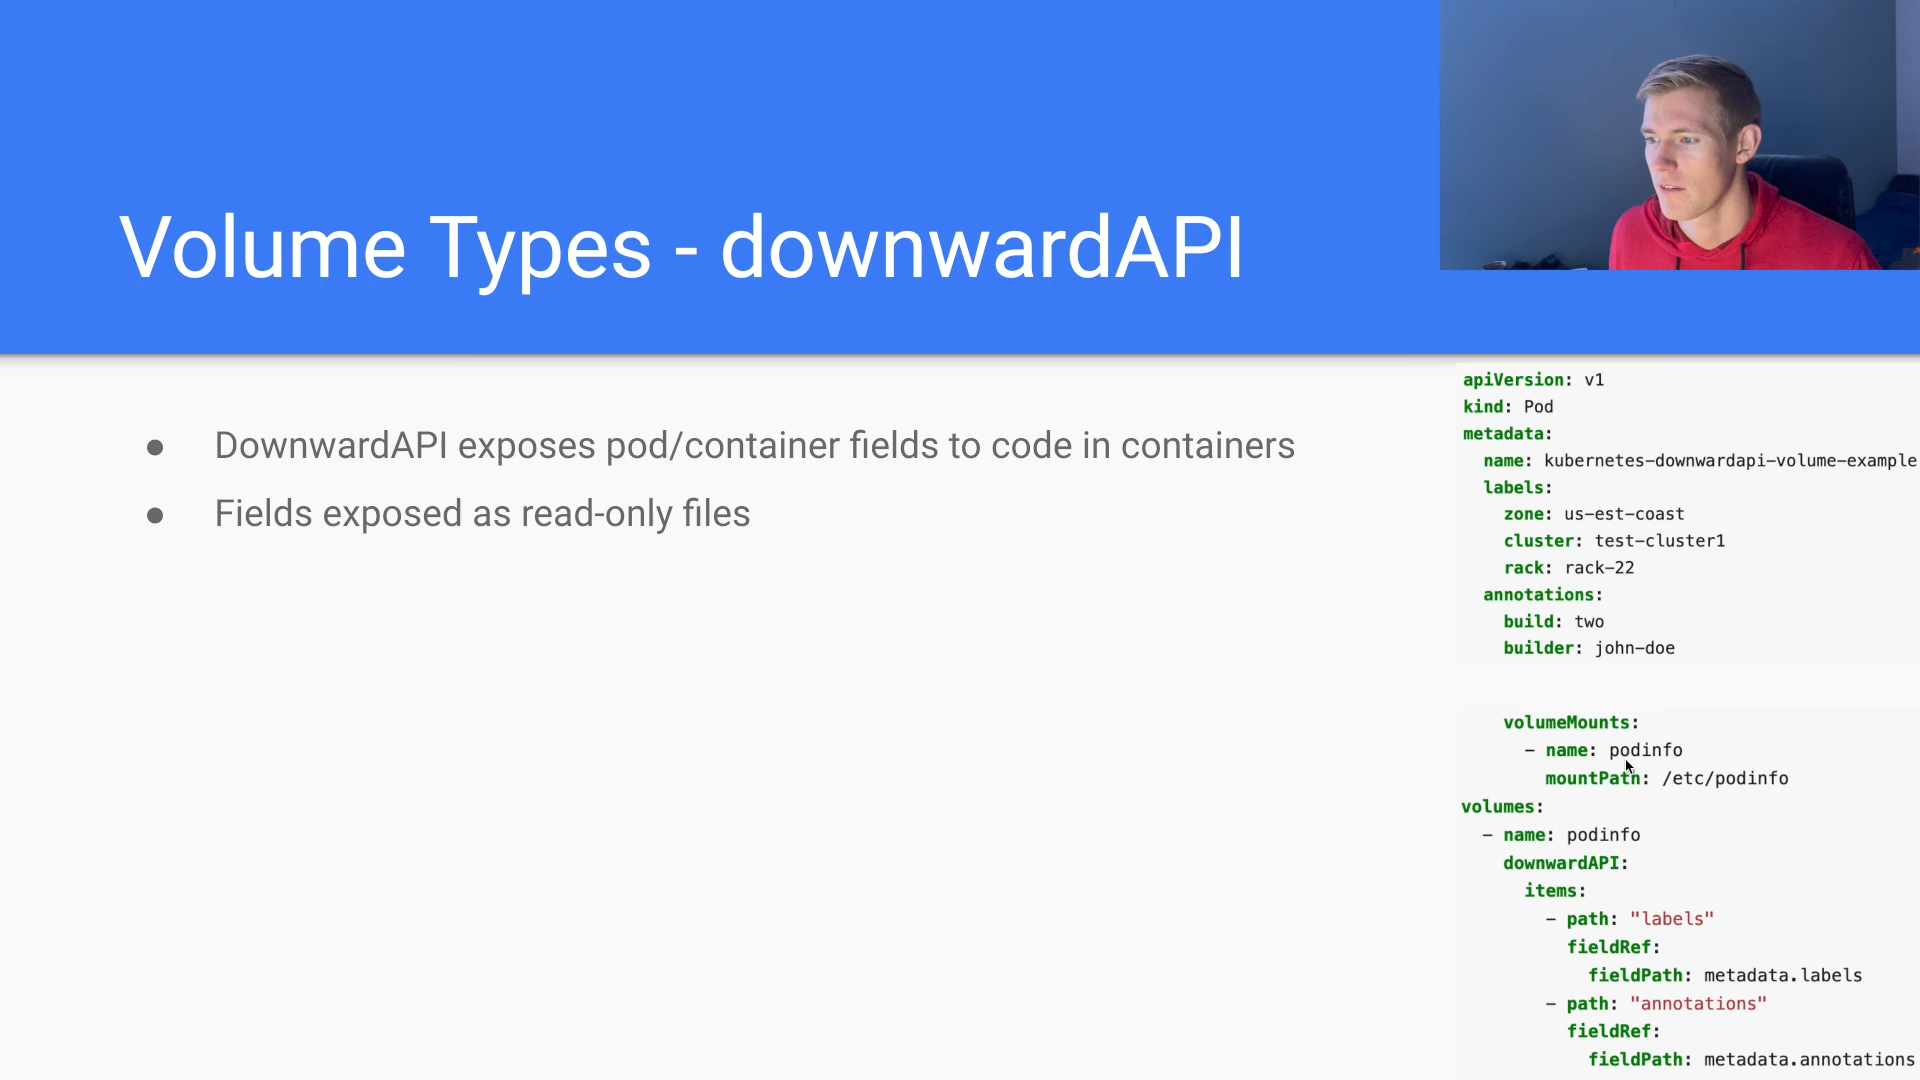 Volume Types - downwardAPI
● DownwardAPI exposes pod/container fields to code in containers
● Fields exposed as read-only files
apiVersion: v1
kind: Pod
metadata:
  name: kubernetes-downwardapi-volume-example
  labels:
    zone: us-est-coast
    cluster: test-cluster1
    rack: rack-22
  annotations:
    build: two
    builder: john-doe
    volumeMounts:
      - name: podinfo
        mountPath: /etc/podinfo
volumes:
  - name: podinfo
    downwardAPI:
      items:
        - path: "labels"
          fieldRef:
            fieldPath: metadata.labels
        - path: "annotations"
          fieldRef:
            fieldPath: metadata.annotations